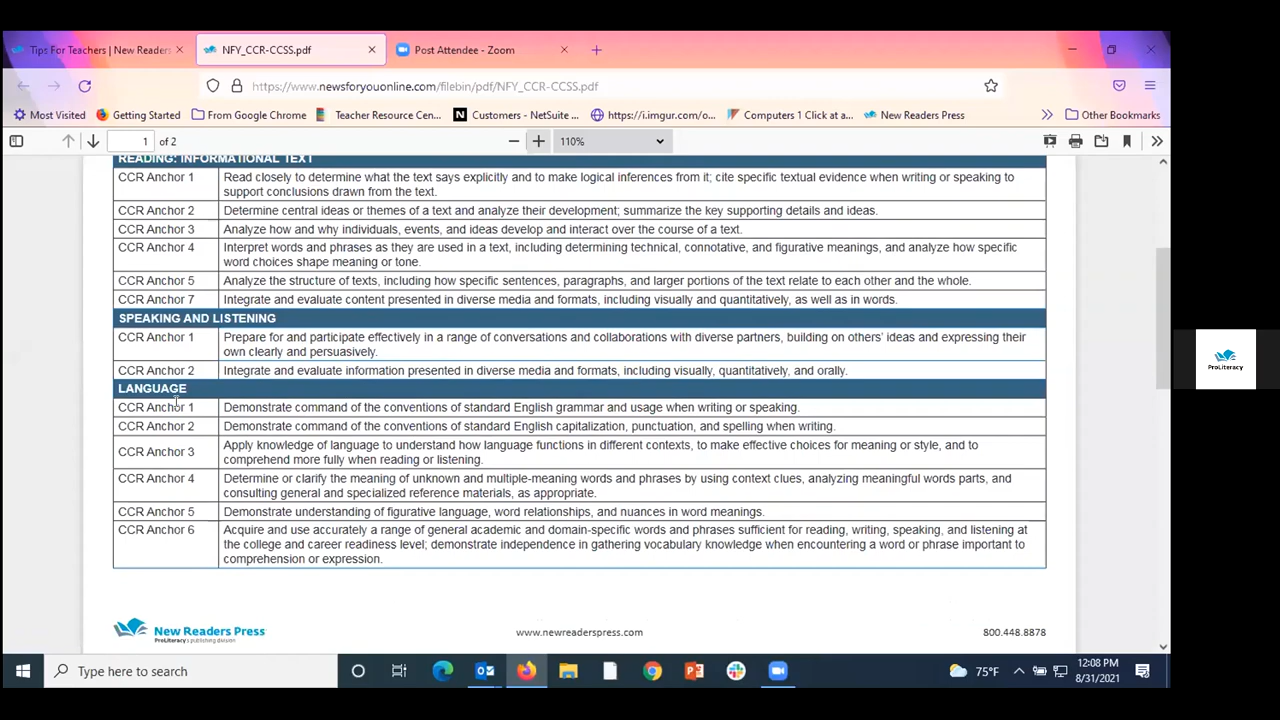 Tips For Teachers | New Readers
NFY_CCR-CCSS.pdf
Post Attendee - Zoom
https://www.newsforyouonline.com/filebin/pdf/NFY_CCR-CCSS.pdf
Most Visited
Getting Started
From Google Chrome
Teacher Resource Cen...
Customers - NetSuite ...
https://i.imgur.com/o...
Computers 1 Click at a...
New Readers Press
Other Bookmarks
1 of 2
110%
READING: INFORMATIONAL TEXT
CCR Anchor 1 Read closely to determine what the text says explicitly and to make logical inferences from it; cite specific textual evidence when writing or speaking to
support conclusions drawn from the text.
CCR Anchor 2 Determine central ideas or themes of a text and analyze their development; summarize the key supporting details and ideas.
CCR Anchor 3 Analyze how and why individuals, events, and ideas develop and interact over the course of a text.
CCR Anchor 4 Interpret words and phrases as they are used in a text, including determining technical, connotative, and figurative meanings, and analyze how specific
word choices shape meaning or tone.
CCR Anchor 5 Analyze the structure of texts, including how specific sentences, paragraphs, and larger portions of the text relate to each other and the whole.
CCR Anchor 7 Integrate and evaluate content presented in diverse media and formats, including visually and quantitatively, as well as in words.
SPEAKING AND LISTENING
CCR Anchor 1 Prepare for and participate effectively in a range of conversations and collaborations with diverse partners, building on others' ideas and expressing their
own clearly and persuasively.
CCR Anchor 2 Integrate and evaluate information presented in diverse media and formats, including visually, quantitatively, and orally.
LANGUAGE
CCR Anchor 1 Demonstrate command of the conventions of standard English grammar and usage when writing or speaking.
CCR Anchor 2 Demonstrate command of the conventions of standard English capitalization, punctuation, and spelling when writing.
CCR Anchor 3 Apply knowledge of language to understand how language functions in different contexts, to make effective choices for meaning or style, and to
comprehend more fully when reading or listening.
CCR Anchor 4 Determine or clarify the meaning of unknown and multiple-meaning words and phrases by using context clues, analyzing meaningful words parts, and
consulting general and specialized reference materials, as appropriate.
CCR Anchor 5 Demonstrate understanding of figurative language, word relationships, and nuances in word meanings.
CCR Anchor 6 Acquire and use accurately a range of general academic and domain-specific words and phrases sufficient for reading, writing, speaking, and listening at
the college and career readiness level; demonstrate independence in gathering vocabulary knowledge when encountering a word or phrase important to
comprehension or expression.
New Readers Press
ProLiteracy's publishing division
www.newreaderspress.com
800.448.8878
ProLiteracy
Type here to search
75°F
12:08 PM
8/31/2021